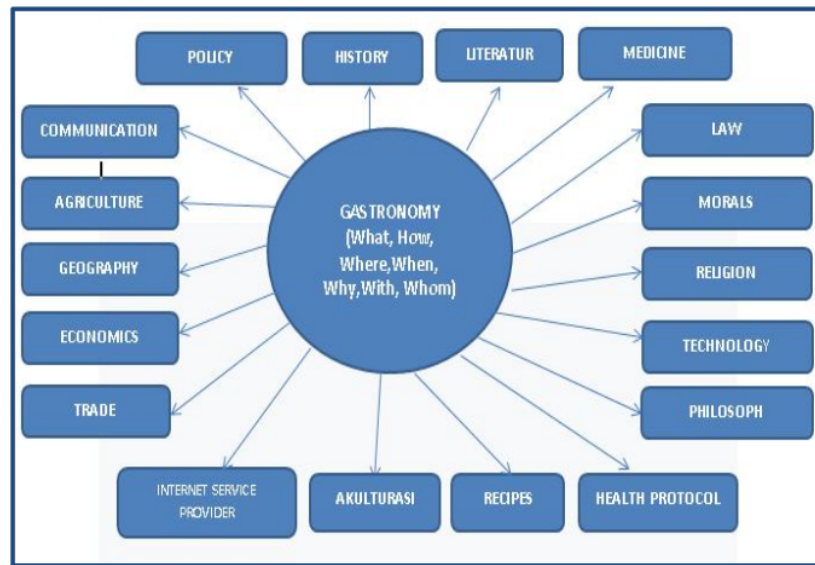 POLICY
HISTORY
LITERATUR
MEDICINE
COMMUNICATION
LAW
AGRICULTURE
MORALS
GASTRONOMY
(What, How,
Where,When,
Why,With, Whom)
GEOGRAPHY
RELIGION
ECONOMICS
TECHNOLOGY
TRADE
PHILOSOPH
INTERNET SERVICE
PROVIDER
AKULTURASI
RECIPES
HEALTH PROTOCOL